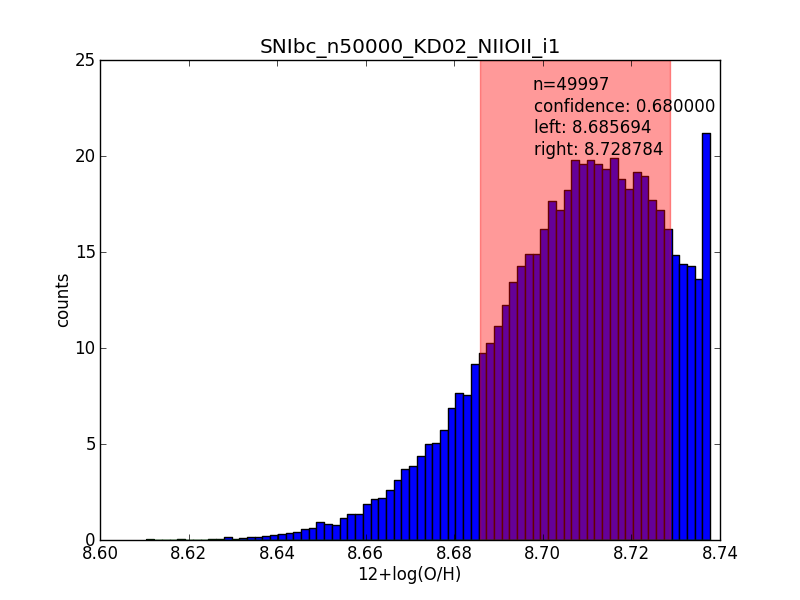 SNIbc_n50000_KD02_NIIOII_i1
25
n=49997
confidence: 0.680000
left: 8.685694
right: 8.728784
20
15
counts
10
5
0
8.60 8.62 8.64 8.66 8.68 8.70 8.72 8.74
12+log(O/H)